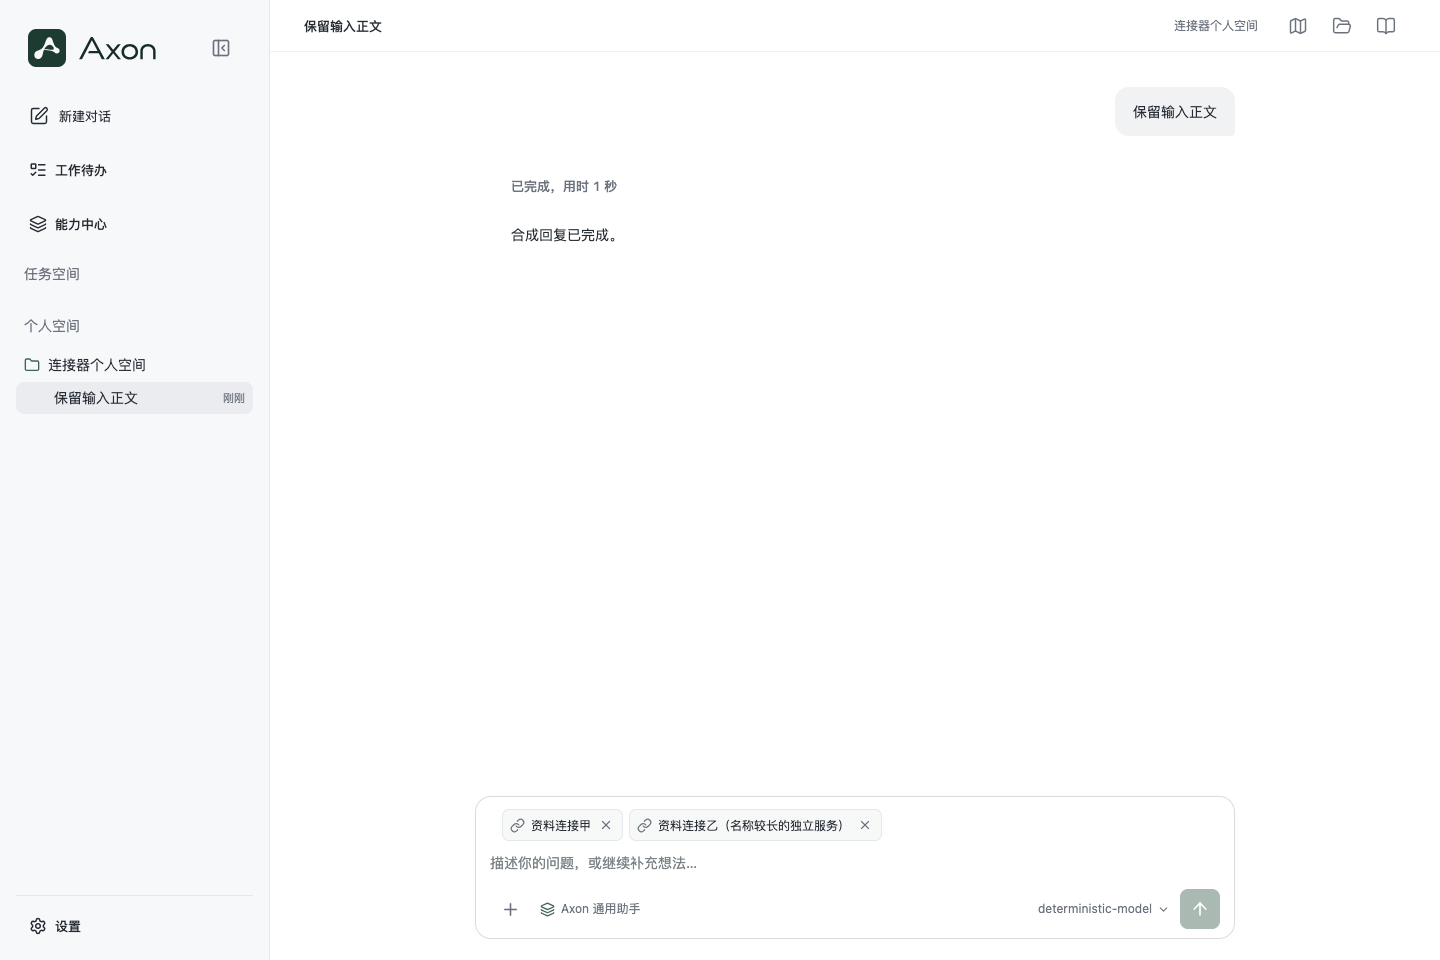 Axon
新建对话
工作待办
能力中心
任务空间
个人空间
连接器个人空间
保留输入正文 刚刚
设置
保留输入正文 连接器个人空间
保留输入正文
已完成，用时 1 秒
合成回复已完成。
资料连接甲 资料连接乙（名称较长的独立服务）
描述你的问题，或继续补充想法...
Axon 通用助手 deterministic-model